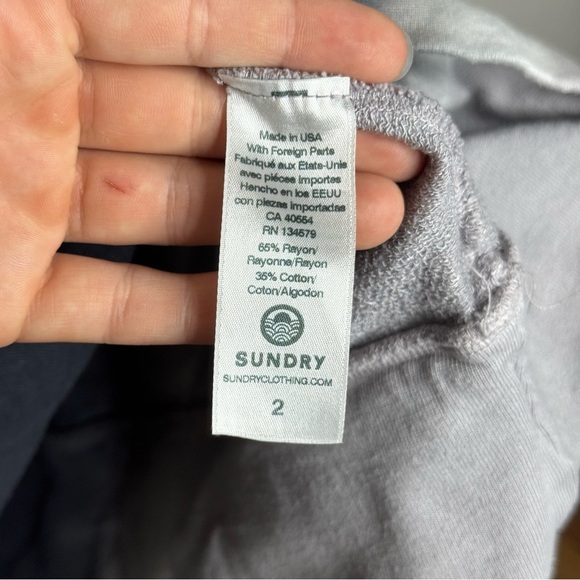 Made in USA
With Foreign Parts
Fabriqué aux Etats-Unis
avec pièces importes
Hencho en los EEUU
con piezas importadas
CA 40554
RN 134579
65% Rayon/
Rayonne/Rayon
35% Cotton/
Coton/Algodon
SUNDRY
SUNDRYCLOTHING.COM
2